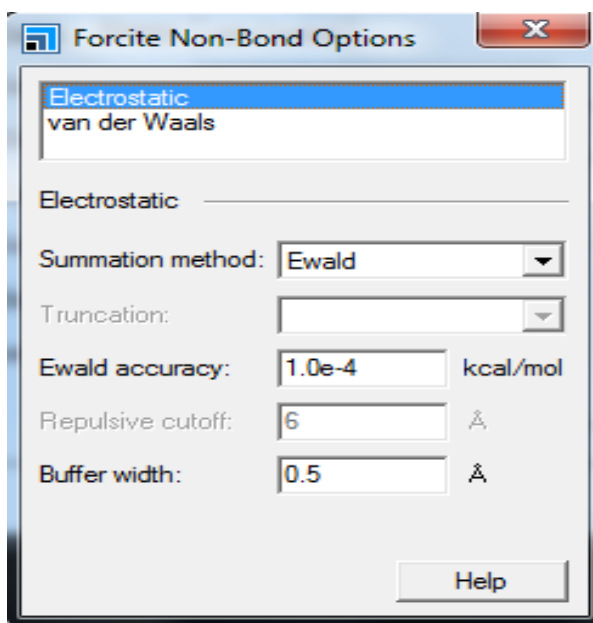 Forcite Non-Bond Options
Electrostatic
van der Waals
Electrostatic
Summation method: Ewald
Truncation:
Ewald accuracy: 1.0e-4 kcal/mol
Repulsive cutoff: 6 Å
Buffer width: 0.5 Å
Help